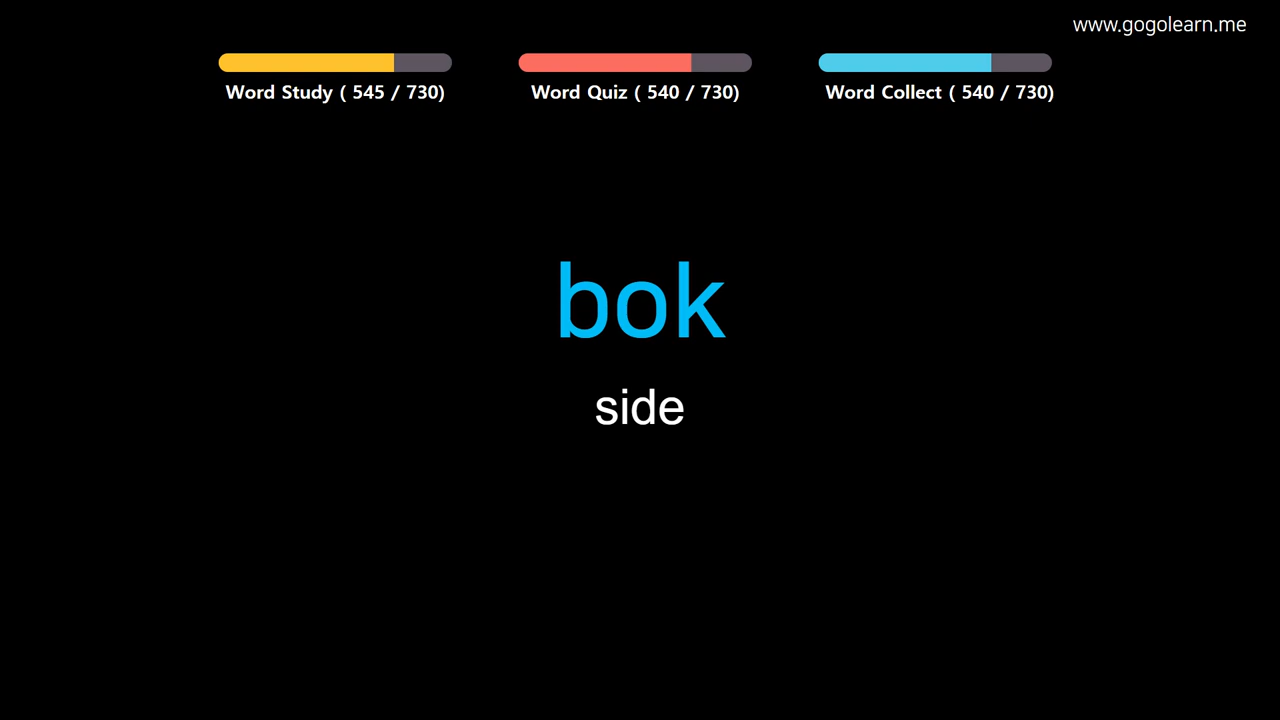 www.gogolearn.me
Word Study ( 545 / 730)
Word Quiz ( 540 / 730)
Word Collect ( 540 / 730)
bok
side